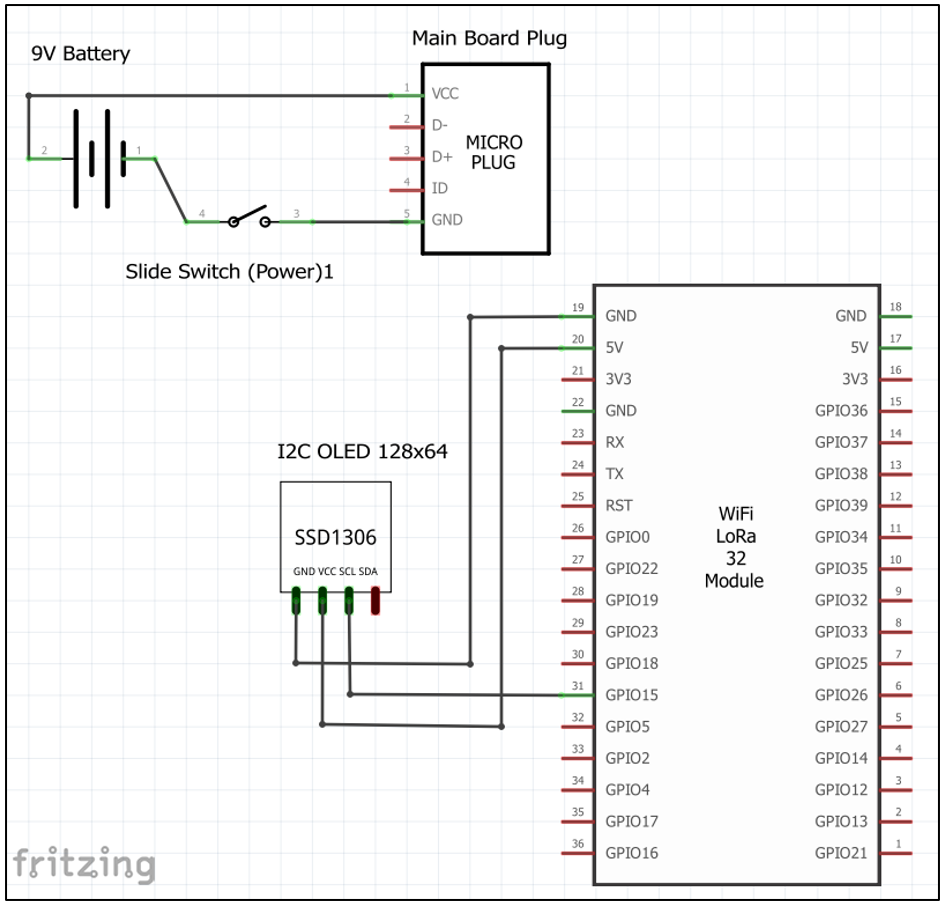 Main Board Plug
9V Battery
1 VCC
2 D-
3 D+
4 ID
5 GND
MICRO
PLUG
2
1
4
3
Slide Switch (Power)1
19 GND
20 5V
21 3V3
22 GND
23 RX
24 TX
25 RST
26 GPIO0
27 GPIO22
28 GPIO19
29 GPIO23
30 GPIO18
31 GPIO15
32 GPIO5
33 GPIO2
34 GPIO4
35 GPIO17
36 GPIO16
WiFi
LoRa
32
Module
GND 18
5V 17
3V3 16
GPIO36 15
GPIO37 14
GPIO38 13
GPIO39 12
GPIO34 11
GPIO35 10
GPIO32 9
GPIO33 8
GPIO25 7
GPIO26 6
GPIO27 5
GPIO14 4
GPIO12 3
GPIO13 2
GPIO21 1
I2C OLED 128x64
SSD1306
GND VCC SCL SDA
fritzing